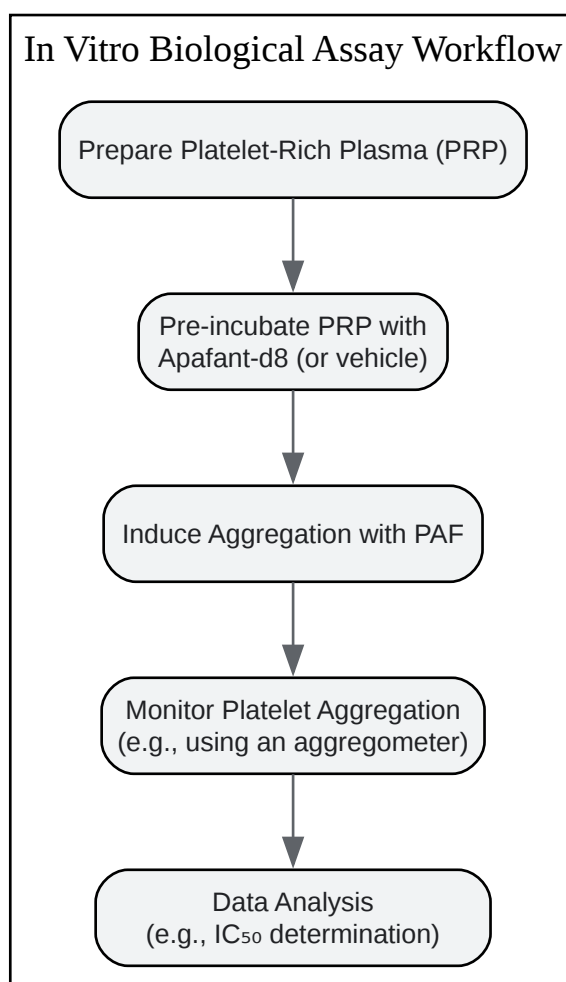 In Vitro Biological Assay Workflow
Prepare Platelet-Rich Plasma (PRP)
Pre-incubate PRP with
Apafant-d8 (or vehicle)
Induce Aggregation with PAF
Monitor Platelet Aggregation
(e.g., using an aggregometer)
Data Analysis
(e.g., IC₅₀ determination)